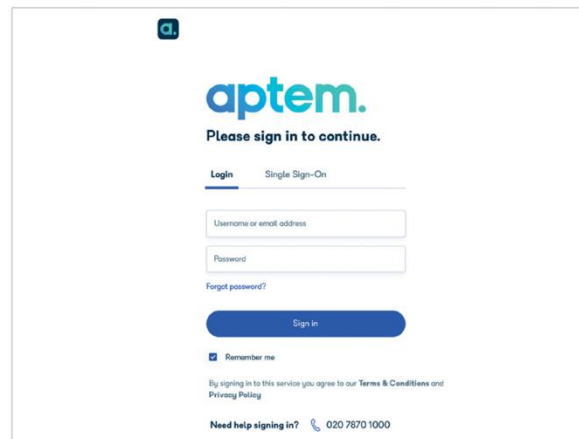 a.
aptem.
Please sign in to continue.
Login Single Sign-On
Username or email address
Password
Forgot password?
Sign in
Remember me
By signing in to this service you agree to our Terms & Conditions and
Privacy Policy
Need help signing in? 020 7870 1000